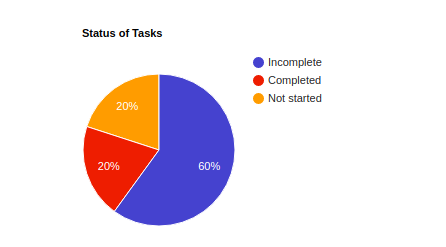 Status of Tasks
Incomplete
Completed
Not started
20%
20%
60%